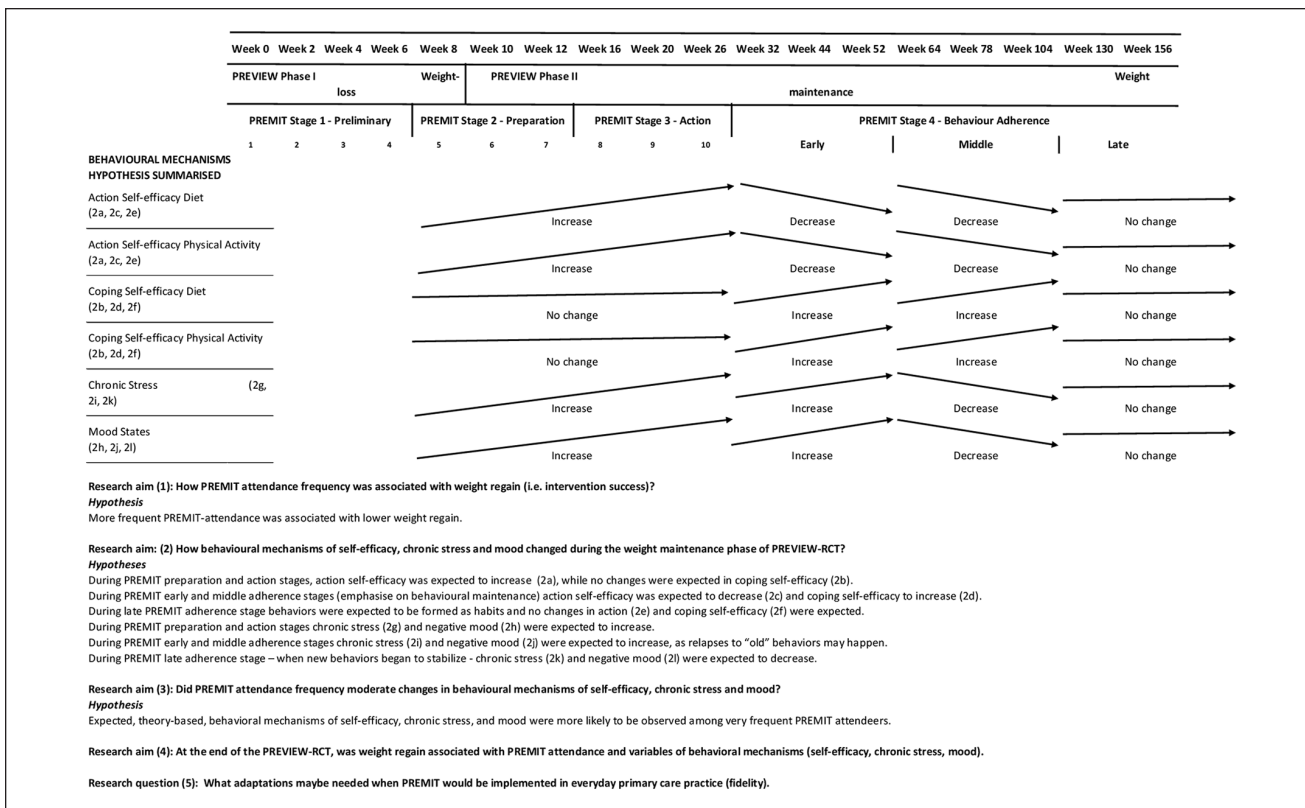 Week 0 Week 2 Week 4 Week 6 Week 8 Week 10 Week 12 Week 16 Week 20 Week 26 Week 32 Week 44 Week 52 Week 64 Week 78 Week 104 Week 130 Week 156
PREVIEW Phase I Weight- PREVIEW Phase II Weight
loss maintenance
PREMIT Stage 1 - Preliminary PREMIT Stage 2 - Preparation PREMIT Stage 3 - Action PREMIT Stage 4 - Behaviour Adherence
1 2 3 4 5 6 7 8 9 10 Early Middle Late
BEHAVIOURAL MECHANISMS
HYPOTHESIS SUMMARISED
Action Self-efficacy Diet
(2a, 2c, 2e)
Increase Decrease Decrease No change
Action Self-efficacy Physical Activity
(2a, 2c, 2e)
Increase Decrease Decrease No change
Coping Self-efficacy Diet
(2b, 2d, 2f)
No change Increase Increase No change
Coping Self-efficacy Physical Activity
(2b, 2d, 2f)
No change Increase Increase No change
Chronic Stress (2g,
2i, 2k)
Increase Increase Decrease No change
Mood States
(2h, 2j, 2l)
Increase Increase Decrease No change
Research aim (1): How PREMIT attendance frequency was associated with weight regain (i.e. intervention success)?
Hypothesis
More frequent PREMIT-attendance was associated with lower weight regain.
Research aim: (2) How behavioural mechanisms of self-efficacy, chronic stress and mood changed during the weight maintenance phase of PREVIEW-RCT?
Hypotheses
During PREMIT preparation and action stages, action self-efficacy was expected to increase (2a), while no changes were expected in coping self-efficacy (2b).
During PREMIT early and middle adherence stages (emphasise on behavioural maintenance) action self-efficacy was expected to decrease (2c) and coping self-efficacy to increase (2d).
During late PREMIT adherence stage behaviors were expected to be formed as habits and no changes in action (2e) and coping self-efficacy (2f) were expected.
During PREMIT preparation and action stages chronic stress (2g) and negative mood (2h) were expected to increase.
During PREMIT early and middle adherence stages chronic stress (2i) and negative mood (2j) were expected to increase, as relapses to "old" behaviors may happen.
During PREMIT late adherence stage – when new behaviors began to stabilize - chronic stress (2k) and negative mood (2l) were expected to decrease.
Research aim (3): Did PREMIT attendance frequency moderate changes in behavioural mechanisms of self-efficacy, chronic stress and mood?
Hypothesis
Expected, theory-based, behavioral mechanisms of self-efficacy, chronic stress, and mood were more likely to be observed among very frequent PREMIT attendeers.
Research aim (4): At the end of the PREVIEW-RCT, was weight regain associated with PREMIT attendance and variables of behavioral mechanisms (self-efficacy, chronic stress, mood).
Research question (5): What adaptations maybe needed when PREMIT would be implemented in everyday primary care practice (fidelity).